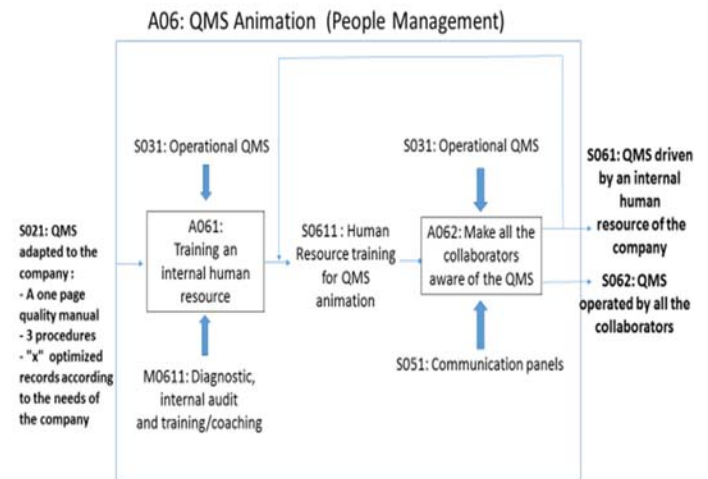 A06: QMS Animation (People Management)
S031: Operational QMS
S031: Operational QMS
S021: QMS
adapted to the
company :
- A one page
quality manual
- 3 procedures
- "x" optimized
records according
to the needs of
the company
A061:
Training an
internal human
resource
M0611: Diagnostic,
internal audit
and training/coaching
S0611 : Human
Resource training
for QMS
animation
A062: Make all the
collaborators
aware of the QMS
S051: Communication panels
S061: QMS driven
by an internal
human
resource of the
company
S062: QMS
operated by all the
collaborators